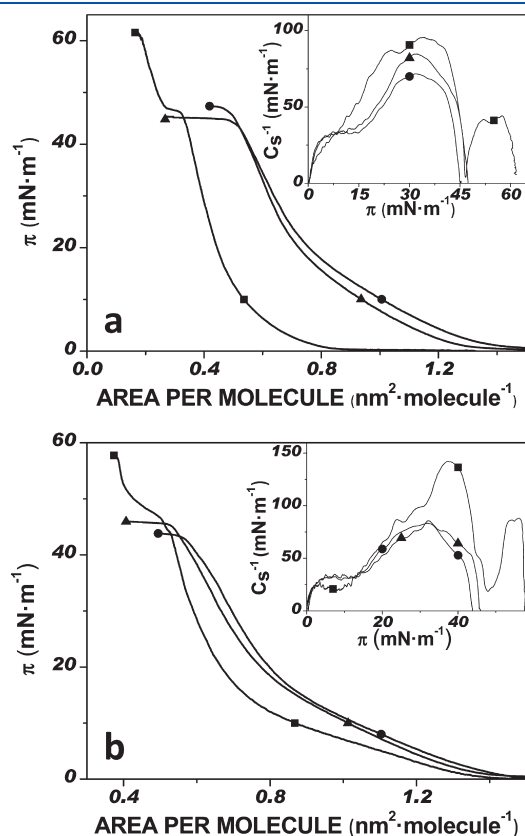 60
40
20
0
π (mN·m⁻¹)
a
0.0 0.4 0.8 1.2
AREA PER MOLECULE (nm²·molecule⁻¹)
100
50
0
Cs⁻¹ (mN·m⁻¹)
15 30 45 60
π (mN·m⁻¹)
60
40
20
0
π (mN·m⁻¹)
b
0.4 0.8 1.2
AREA PER MOLECULE (nm²·molecule⁻¹)
150
100
50
0
Cs⁻¹ (mN·m⁻¹)
0 20 40
π (mN·m⁻¹)